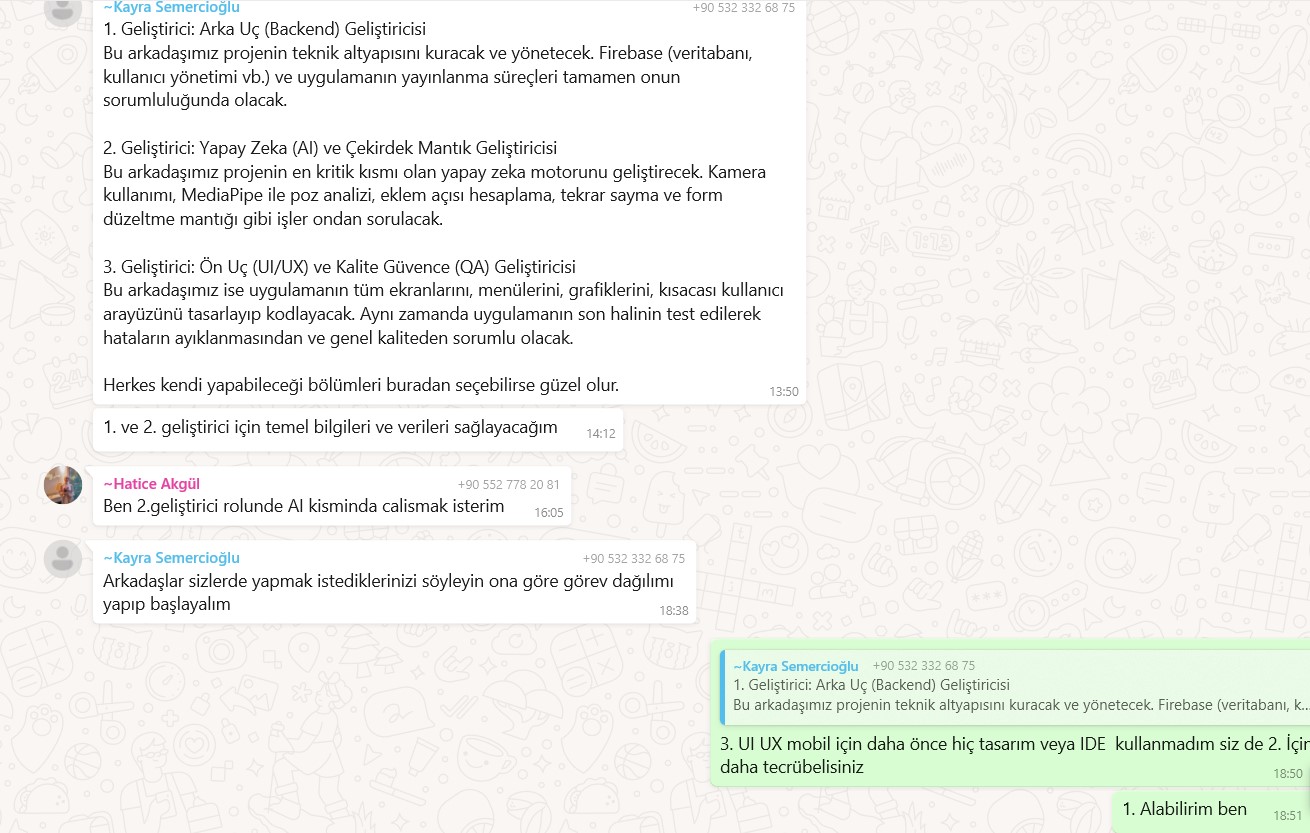 ~Kayra Semercioğlu +90 532 332 68 75
1. Geliştirici: Arka Uç (Backend) Geliştiricisi
Bu arkadaşımız projenin teknik altyapısını kuracak ve yönetecek. Firebase (veritabanı,
kullanıcı yönetimi vb.) ve uygulamanın yayınlanma süreçleri tamamen onun
sorumluluğunda olacak.
2. Geliştirici: Yapay Zeka (AI) ve Çekirdek Mantık Geliştiricisi
Bu arkadaşımız projenin en kritik kısmı olan yapay zeka motorunu geliştirecek. Kamera
kullanımı, MediaPipe ile poz analizi, eklem açısı hesaplama, tekrar sayma ve form
düzeltme mantığı gibi işler ondan sorulacak.
3. Geliştirici: Ön Uç (UI/UX) ve Kalite Güvence (QA) Geliştiricisi
Bu arkadaşımız ise uygulamanın tüm ekranlarını, menülerini, grafiklerini, kısacası kullanıcı
arayüzünü tasarlayıp kodlayacak. Aynı zamanda uygulamanın son halinin test edilerek
hataların ayıklanmasından ve genel kaliteden sorumlu olacak.
Herkes kendi yapabileceği bölümleri buradan seçebilirse güzel olur.
13:50
1. ve 2. geliştirici için temel bilgileri ve verileri sağlayacağım 14:12
~Hatice Akgül +90 552 778 20 81
Ben 2.geliştirici rolunde AI kisminda calismak isterim 16:05
~Kayra Semercioğlu +90 532 332 68 75
Arkadaşlar sizlerde yapmak istediklerinizi söyleyin ona göre görev dağılımı
yapıp başlayalım 18:38
~Kayra Semercioğlu +90 532 332 68 75
1. Geliştirici: Arka Uç (Backend) Geliştiricisi
Bu arkadaşımız projenin teknik altyapısını kuracak ve yönetecek. Firebase (veritabanı, k...
3. UI UX mobil için daha önce hiç tasarım veya IDE kullanmadım siz de 2. İçin
daha tecrübelisiniz 18:50
1. Alabilirim ben 18:51